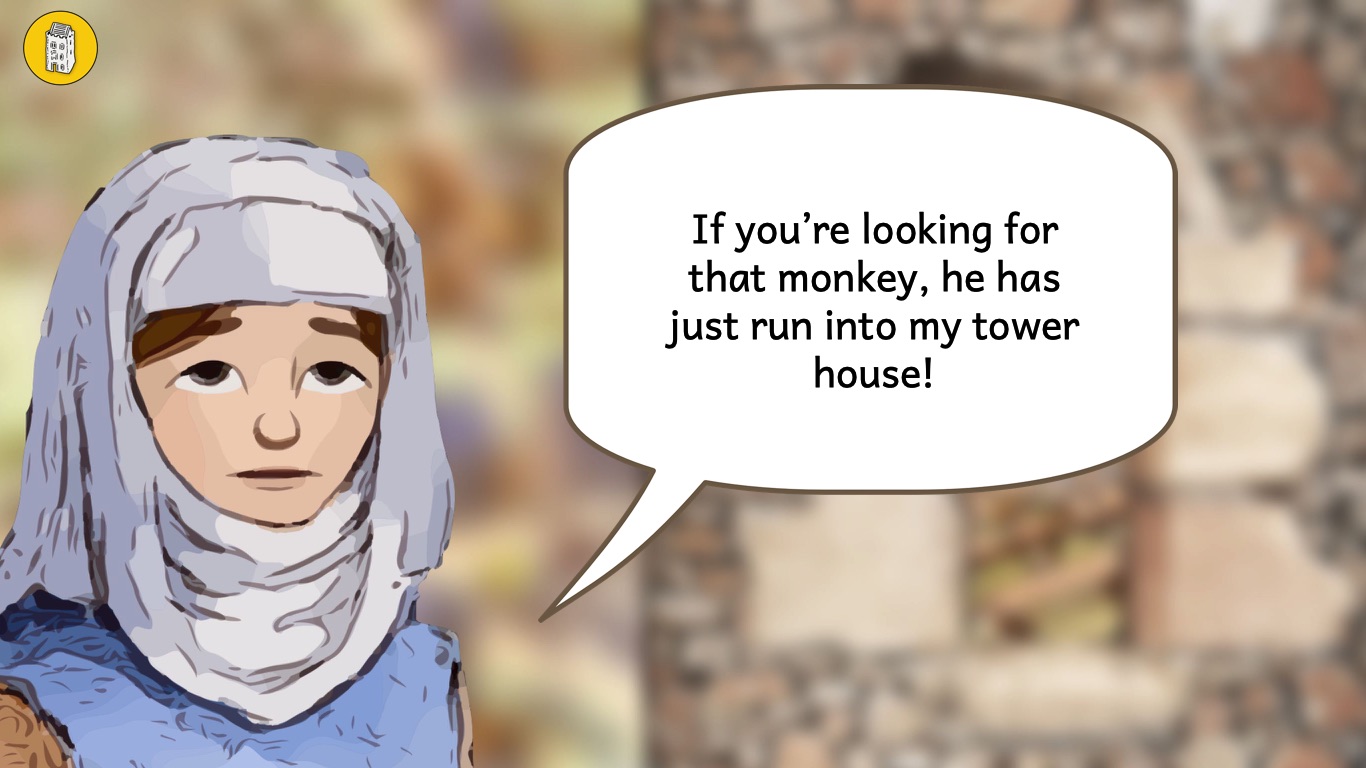 If you’re looking for
that monkey, he has
just run into my tower
house!